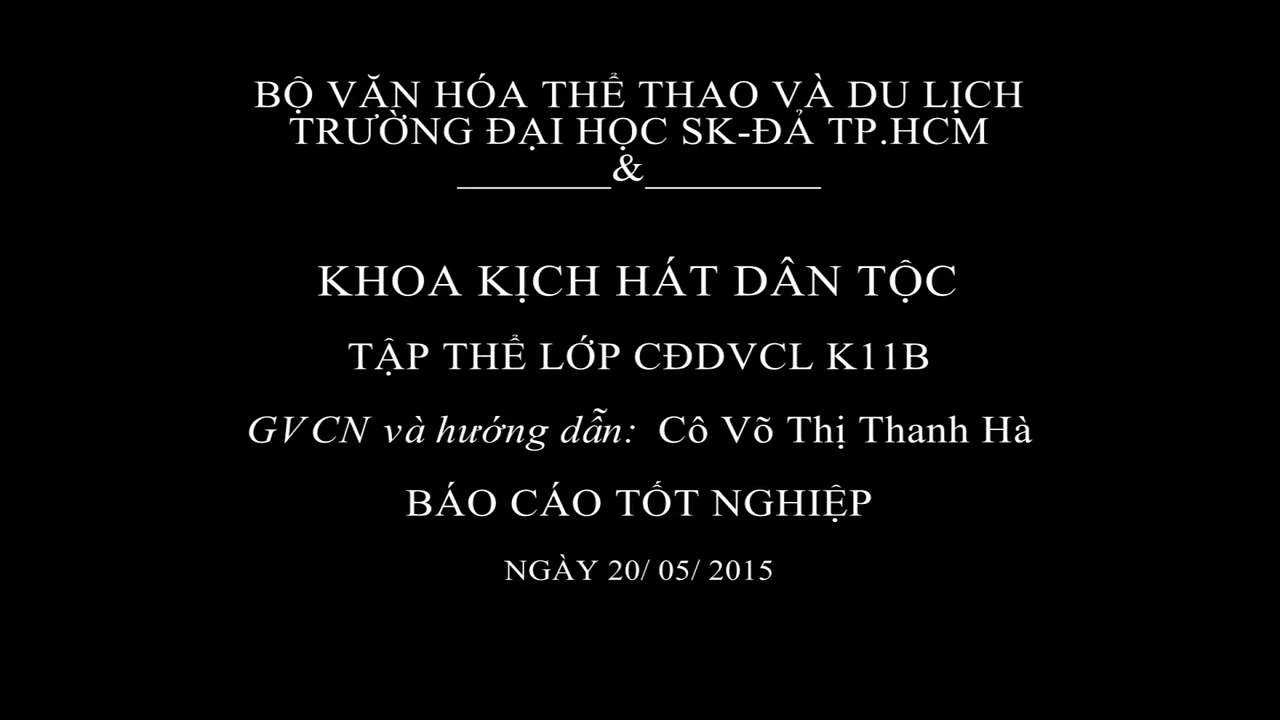 BỘ VĂN HÓA THỂ THAO VÀ DU LỊCH
TRƯỜNG ĐẠI HỌC SK-ĐẢ TP.HCM
_______&________
KHOA KỊCH HÁT DÂN TỘC
TẬP THỂ LỚP CĐDVCL K11B
GVCN và hướng dẫn: Cô Võ Thị Thanh Hà
BÁO CÁO TỐT NGHIỆP
NGÀY 20/ 05/ 2015